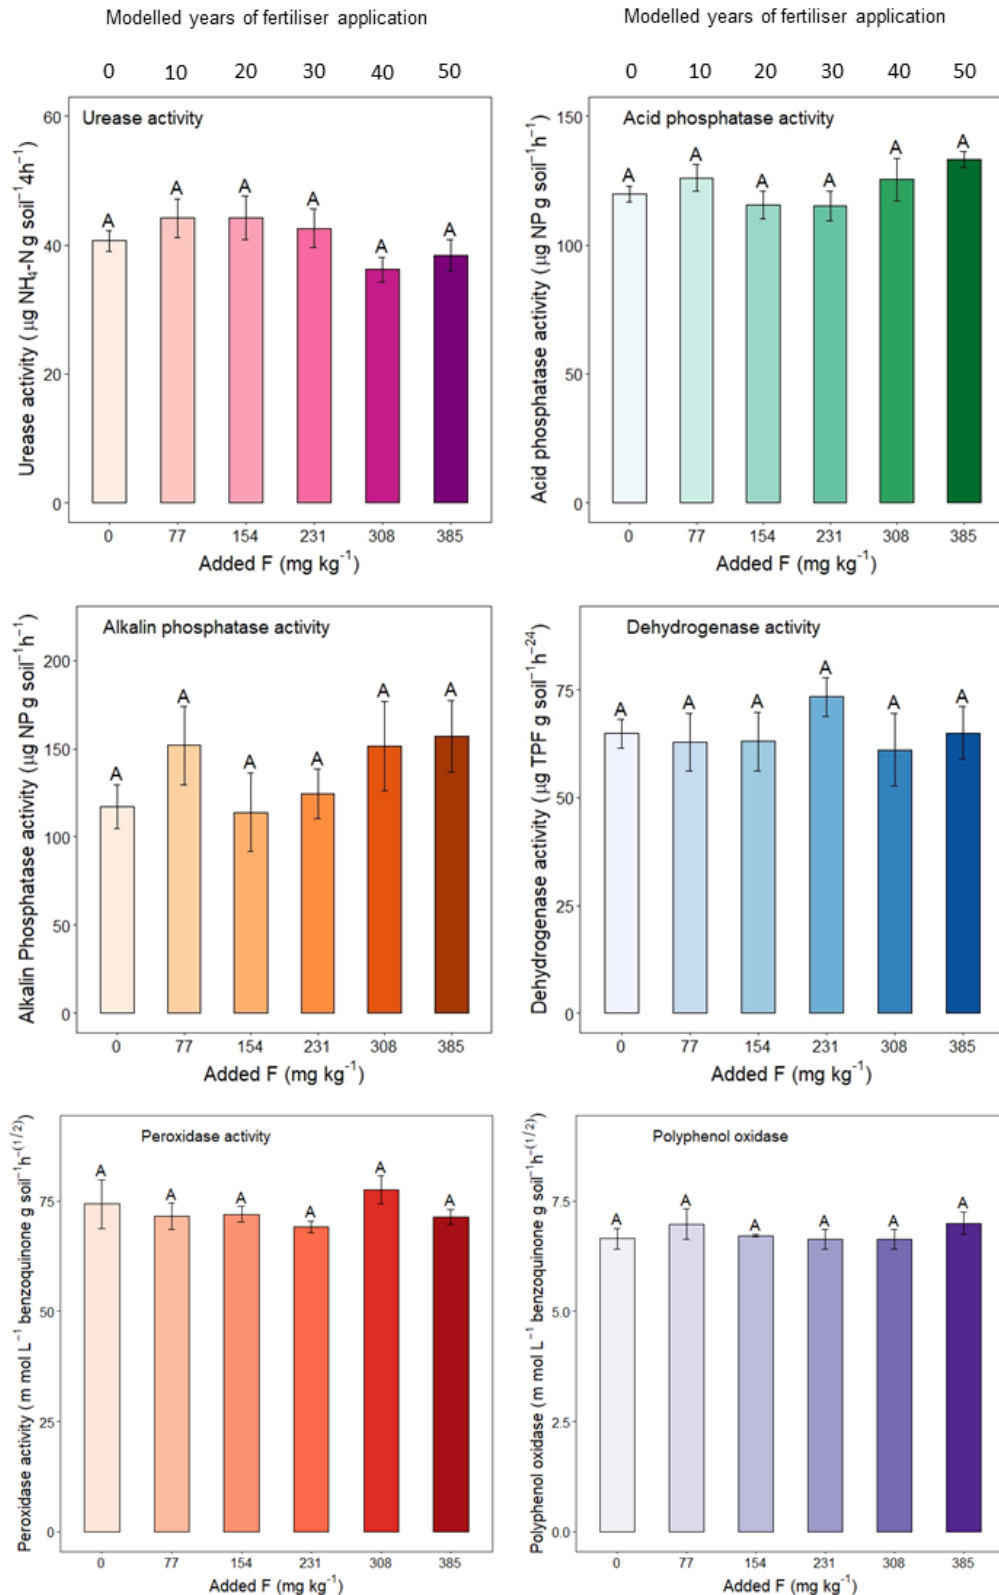 Modelled years of fertiliser application
0 10 20 30 40 50
Urease activity
Urease activity ( µg NH₄-N g soil⁻¹4h⁻¹)
60
40
20
0
A A A A A A
0 77 154 231 308 385
Added F (mg kg⁻¹)
Modelled years of fertiliser application
0 10 20 30 40 50
Acid phosphatase activity
Acid phosphatase activity ( µg NP g soil⁻¹h⁻¹)
150
100
50
0
A A A A A A
0 77 154 231 308 385
Added F (mg kg⁻¹)
Alkalin phosphatase activity
Alkalin Phosphatase activity ( µg NP g soil⁻¹h⁻¹)
200
150
100
50
0
A A A A A A
0 77 154 231 308 385
Added F (mg kg⁻¹)
Dehydrogenase activity
Dehydrogenase activity ( µg TPF g soil⁻¹h⁻²⁴)
75
50
25
0
A A A A A A
0 77 154 231 308 385
Added F (mg kg⁻¹)
Peroxidase activity
Peroxidase activity ( m mol L⁻¹ benzoquinone g soil⁻¹h⁻⁽¹/²⁾)
75
50
25
0
A A A A A A
0 77 154 231 308 385
Added F (mg kg⁻¹)
Polyphenol oxidase
Polyphenol oxidase ( m mol L⁻¹ benzoquinone g soil⁻¹h⁻⁽¹/²⁾)
7.5
5.0
2.5
0.0
A A A A A A
0 77 154 231 308 385
Added F (mg kg⁻¹)